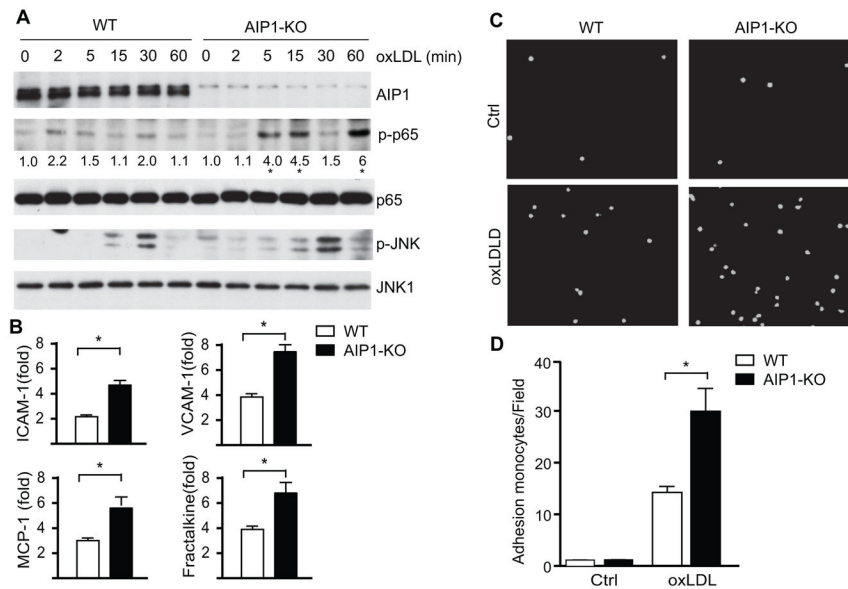 A
WT
AIP1-KO
0 2 5 15 30 60 0 2 5 15 30 60 oxLDL (min)
AIP1
p-p65
1.0 2.2 1.5 1.1 2.0 1.1 1.0 1.1 4.0 4.5 1.5 6
* * *
p65
p-JNK
JNK1
B
ICAM-1(fold)
8
6
4
2
*
VCAM-1(fold)
8
6
4
2
*
WT
AIP1-KO
MCP-1 (fold)
8
6
4
2
*
Fractalkine(fold)
8
6
4
2
*
C
WT
AIP1-KO
Ctrl
oxLDLD
D
Adhesion monocytes/Field
40
30
20
10
0
*
WT
AIP1-KO
Ctrl
oxLDL